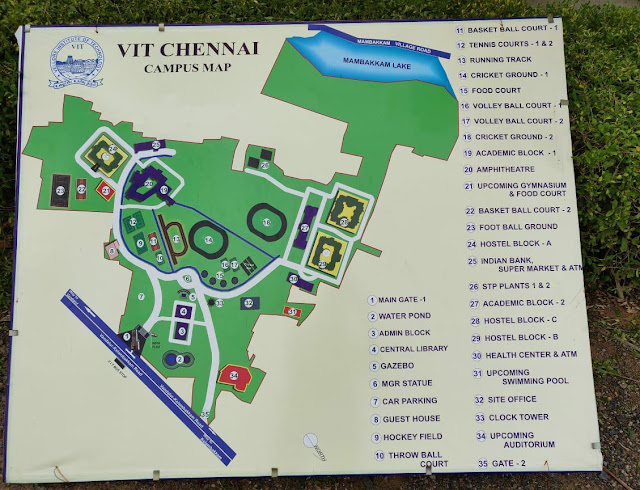 VIT
VIT CHENNAI
CAMPUS MAP
MAMBAKKAM VILLAGE ROAD
MAMBAKKAM LAKE
NORTH
1 MAIN GATE -1
2 WATER POND
3 ADMIN BLOCK
4 CENTRAL LIBRARY
5 GAZEBO
6 MGR STATUE
7 CAR PARKING
8 GUEST HOUSE
9 HOCKEY FIELD
10 THROW BALL
COURT
11 BASKET BALL COURT - 1
12 TENNIS COURTS - 1 & 2
13 RUNNING TRACK
14 CRICKET GROUND - 1
15 FOOD COURT
16 VOLLEY BALL COURT - 1
17 VOLLEY BALL COURT - 2
18 CRICKET GROUND - 2
19 ACADEMIC BLOCK - 1
20 AMPHITHEATRE
21 UPCOMING GYMNASIUM
& FOOD COURT
22 BASKET BALL COURT - 2
23 FOOT BALL GROUND
24 HOSTEL BLOCK - A
25 INDIAN BANK,
SUPER MARKET & ATM
26 STP PLANTS 1 & 2
27 ACADEMIC BLOCK - 2
28 HOSTEL BLOCK - C
29 HOSTEL BLOCK - B
30 HEALTH CENTER & ATM
31 UPCOMING
SWIMMING POOL
32 SITE OFFICE
33 CLOCK TOWER
34 UPCOMING
AUDITORIUM
35 GATE - 2